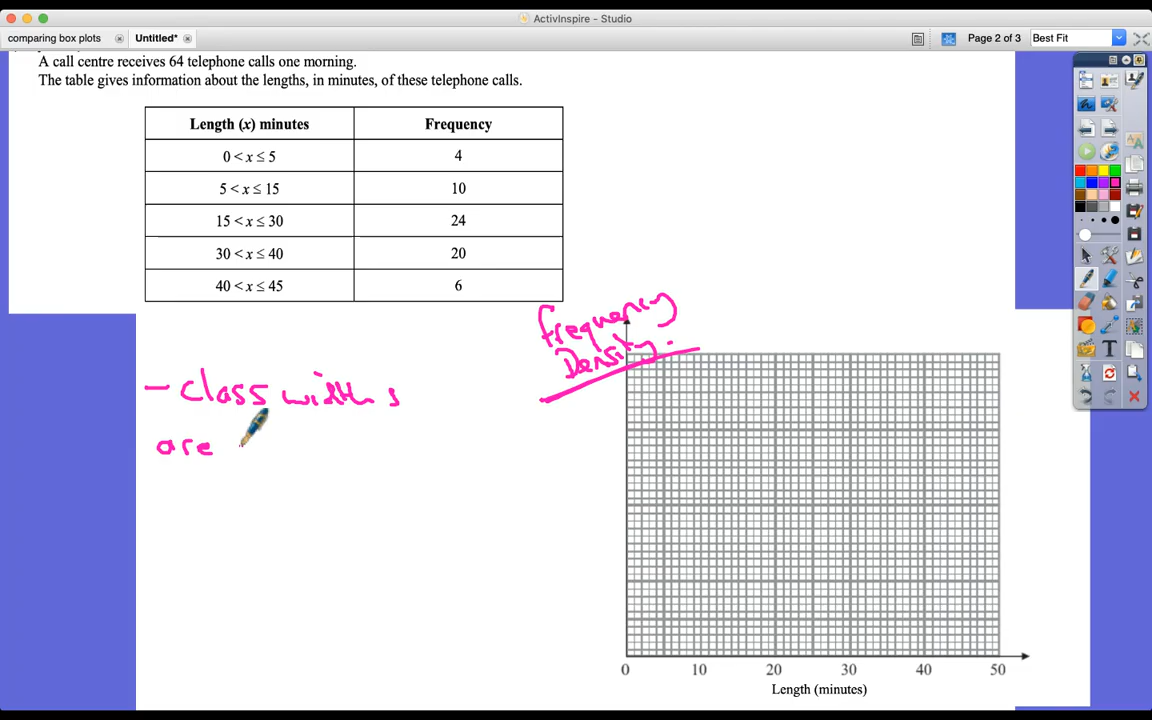 ActivInspire - Studio
comparing box plots
Untitled*
Page 2 of 3
Best Fit
A call centre receives 64 telephone calls one morning.
The table gives information about the lengths, in minutes, of these telephone calls.
Length (x) minutes Frequency
0 < x ≤ 5 4
5 < x ≤ 15 10
15 < x ≤ 30 24
30 < x ≤ 40 20
40 < x ≤ 45 6
frequency
Density.
- class widths
are
0 10 20 30 40 50
Length (minutes)